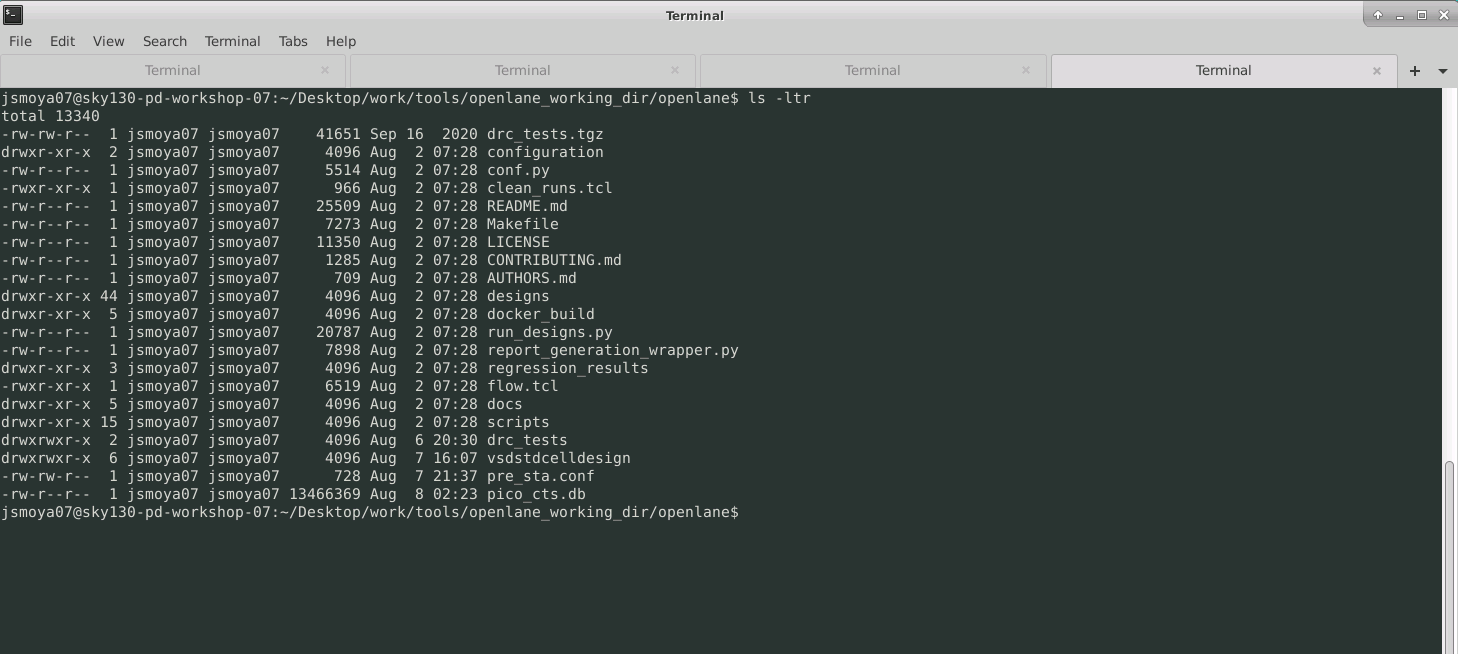 Terminal
File Edit View Search Terminal Tabs Help
Terminal Terminal Terminal Terminal
jsmoya07@sky130-pd-workshop-07:~/Desktop/work/tools/openlane_working_dir/openlane$ ls -ltr
total 13340
-rw-rw-r--  1 jsmoya07 jsmoya07    41651 Sep 16  2020 drc_tests.tgz
drwxr-xr-x  2 jsmoya07 jsmoya07     4096 Aug  2 07:28 configuration
-rw-r--r--  1 jsmoya07 jsmoya07     5514 Aug  2 07:28 conf.py
-rwxr-xr-x  1 jsmoya07 jsmoya07      966 Aug  2 07:28 clean_runs.tcl
-rw-r--r--  1 jsmoya07 jsmoya07    25509 Aug  2 07:28 README.md
-rw-r--r--  1 jsmoya07 jsmoya07     7273 Aug  2 07:28 Makefile
-rw-r--r--  1 jsmoya07 jsmoya07    11350 Aug  2 07:28 LICENSE
-rw-r--r--  1 jsmoya07 jsmoya07     1285 Aug  2 07:28 CONTRIBUTING.md
-rw-r--r--  1 jsmoya07 jsmoya07      709 Aug  2 07:28 AUTHORS.md
drwxr-xr-x 44 jsmoya07 jsmoya07     4096 Aug  2 07:28 designs
drwxr-xr-x  5 jsmoya07 jsmoya07     4096 Aug  2 07:28 docker_build
-rw-r--r--  1 jsmoya07 jsmoya07    20787 Aug  2 07:28 run_designs.py
-rw-r--r--  1 jsmoya07 jsmoya07     7898 Aug  2 07:28 report_generation_wrapper.py
drwxr-xr-x  3 jsmoya07 jsmoya07     4096 Aug  2 07:28 regression_results
-rwxr-xr-x  1 jsmoya07 jsmoya07     6519 Aug  2 07:28 flow.tcl
drwxr-xr-x  5 jsmoya07 jsmoya07     4096 Aug  2 07:28 docs
drwxr-xr-x 15 jsmoya07 jsmoya07     4096 Aug  2 07:28 scripts
drwxrwxr-x  2 jsmoya07 jsmoya07     4096 Aug  6 20:30 drc_tests
drwxrwxr-x  6 jsmoya07 jsmoya07     4096 Aug  7 16:07 vsdstdcelldesign
-rw-rw-r--  1 jsmoya07 jsmoya07      728 Aug  7 21:37 pre_sta.conf
-rw-r--r--  1 jsmoya07 jsmoya07 13466369 Aug  8 02:23 pico_cts.db
jsmoya07@sky130-pd-workshop-07:~/Desktop/work/tools/openlane_working_dir/openlane$